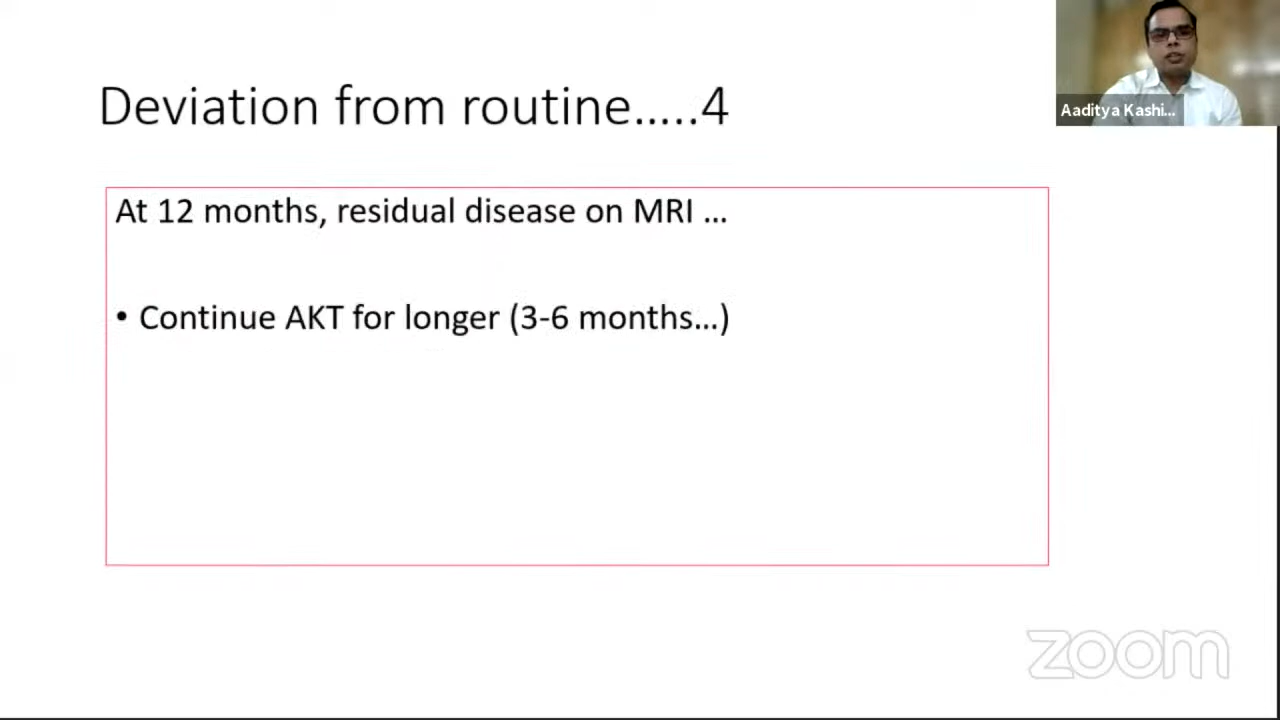 Deviation from routine.....4
Aaditya Kashi...
At 12 months, residual disease on MRI ...
• Continue AKT for longer (3-6 months...)
zoom